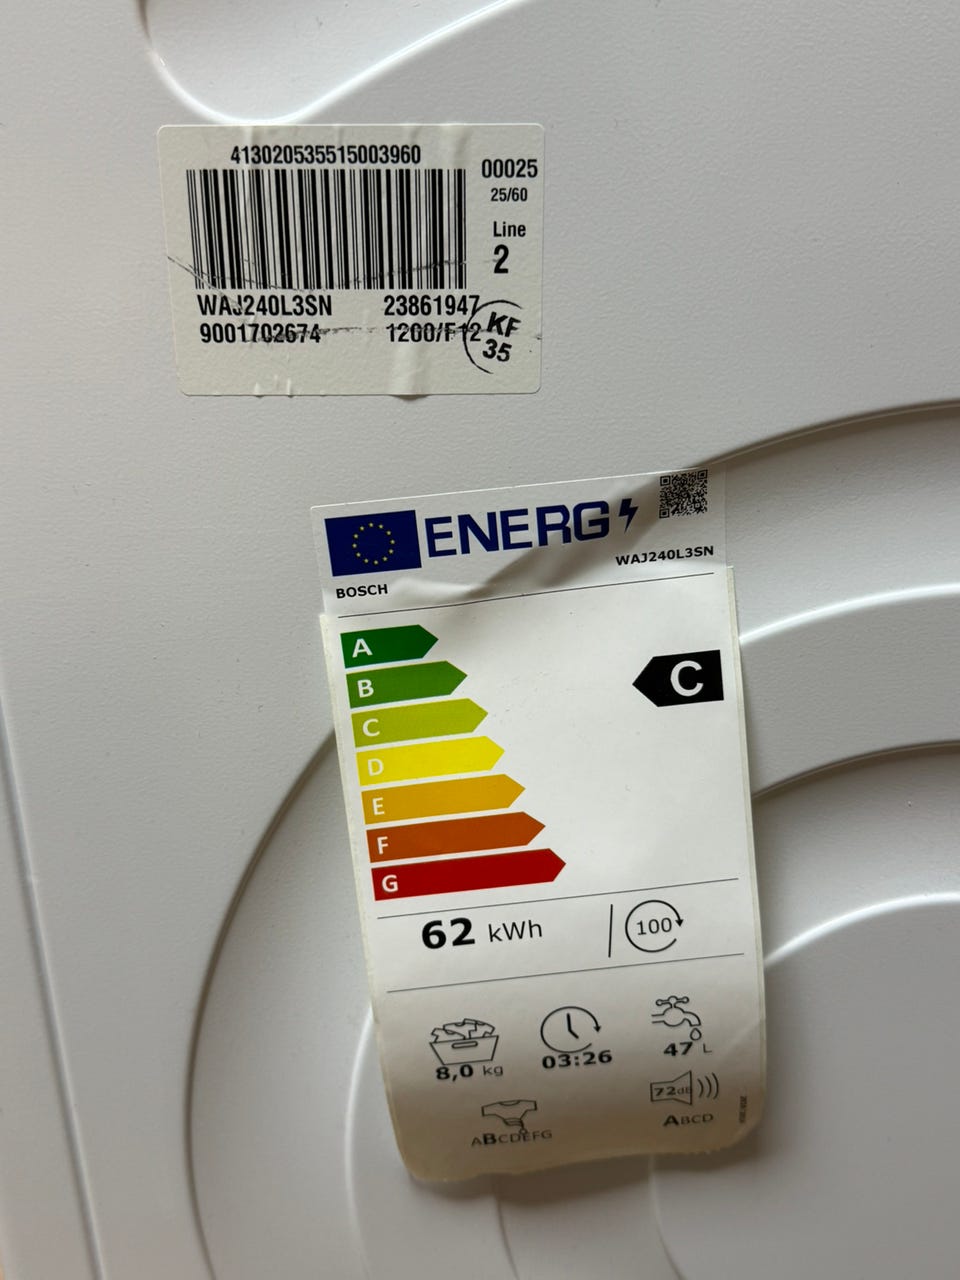 413020535515003960
00025
25/60
Line
2
WAJ240L3SN 23861947
9001702674 1200/F12
KF
35
ENERG
WAJ240L3SN
BOSCH
A
B
C
D
E
F
G
C
62 kWh
100
8,0 kg
03:26
47 L
72dB
ABCDEFG
ABCD